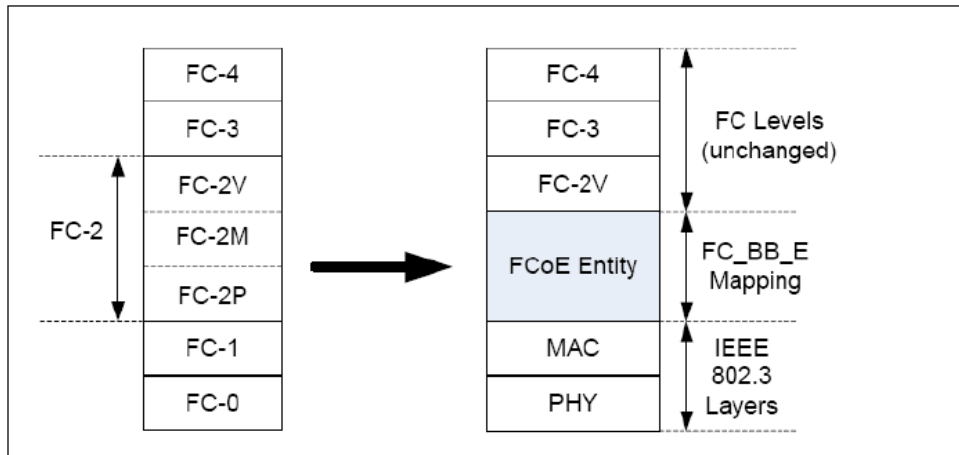 FC-4
FC-3
FC-2V
FC-2M
FC-2P
FC-1
FC-0
FC-2
FC-4
FC-3
FC-2V
FCoE Entity
MAC
PHY
FC Levels
(unchanged)
FC_BB_E
Mapping
IEEE
802.3
Layers